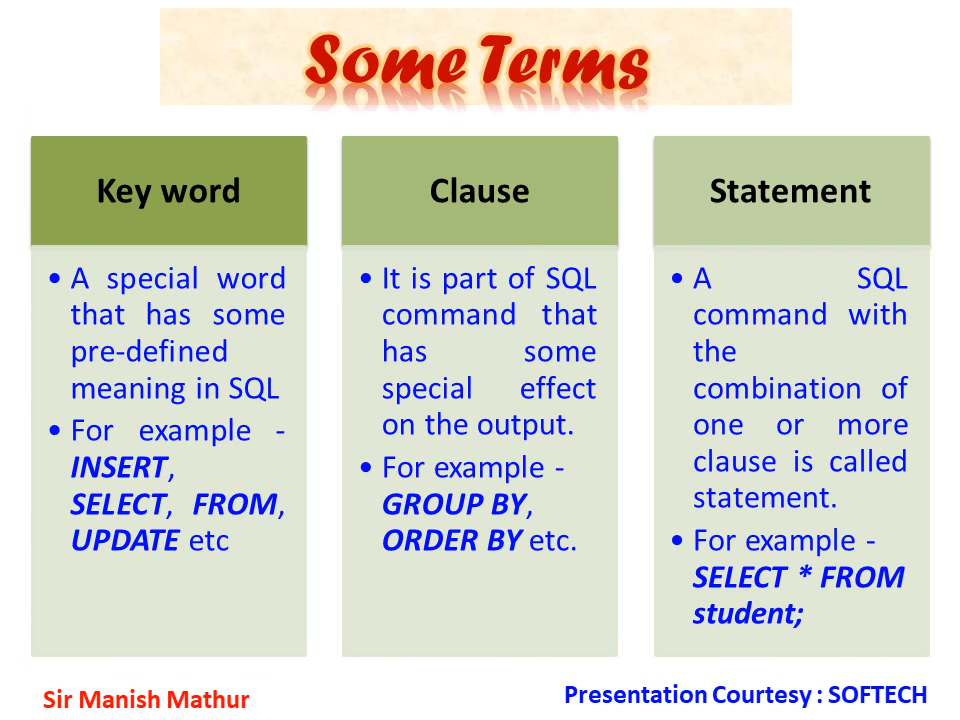 Some Terms
Key word
• A special word
that has some
pre-defined
meaning in SQL
• For example -
INSERT,
SELECT, FROM,
UPDATE etc
Clause
• It is part of SQL
command that
has some
special effect
on the output.
• For example -
GROUP BY,
ORDER BY etc.
Statement
• A SQL
command with
the
combination of
one or more
clause is called
statement.
• For example -
SELECT * FROM
student;
Sir Manish Mathur
Presentation Courtesy : SOFTECH